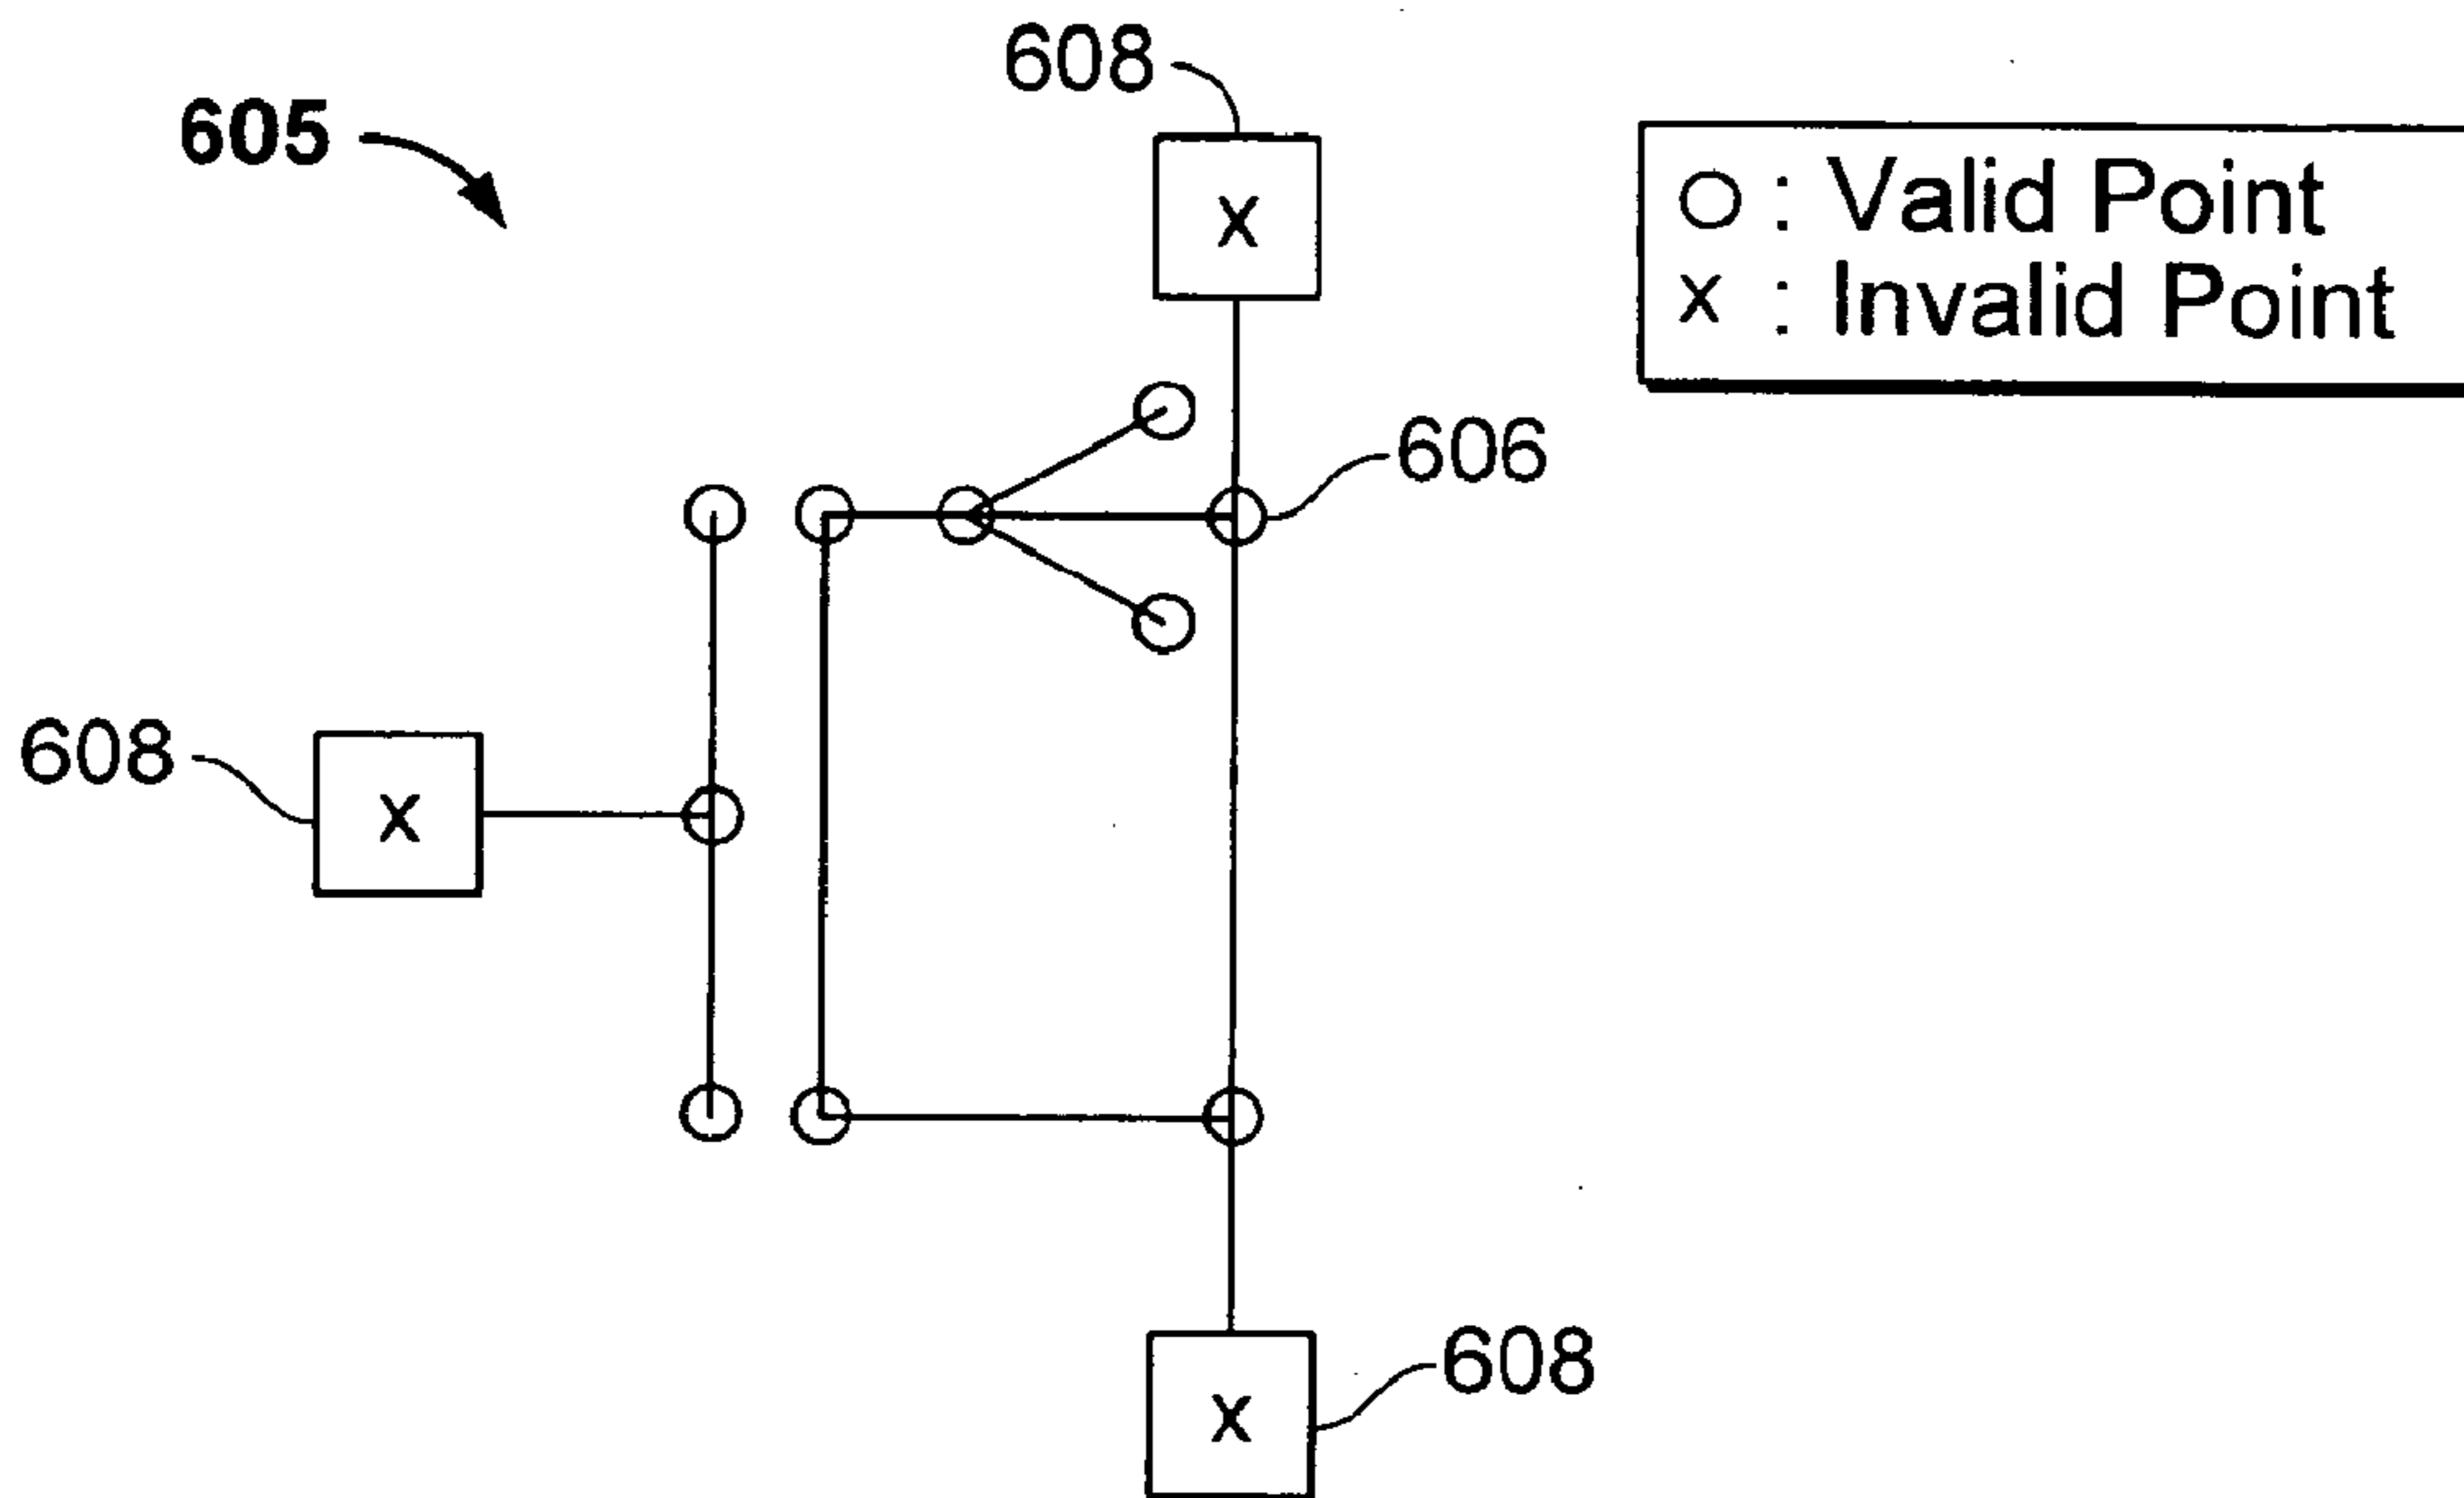 608
605
○ : Valid Point
x : Invalid Point
x
606
608
x
608
x